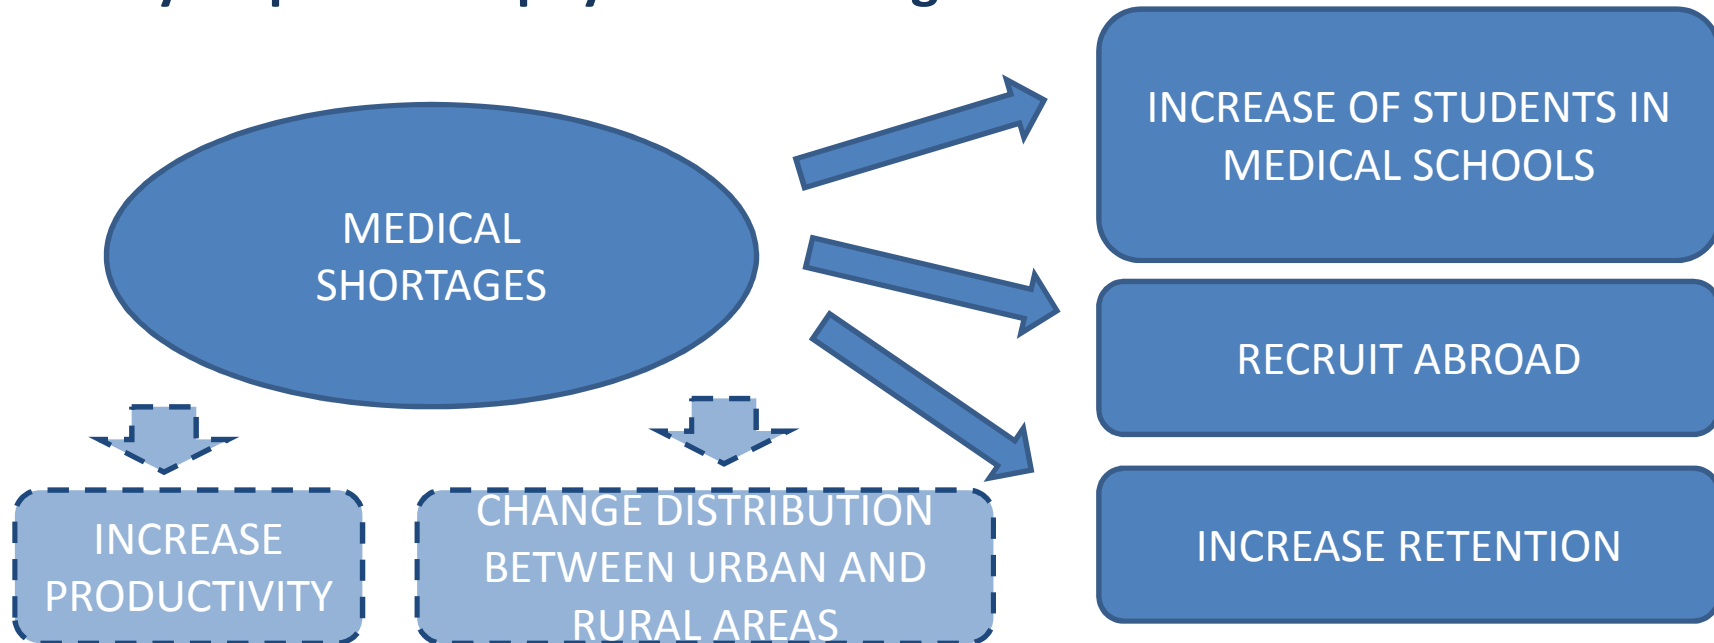 MEDICAL
SHORTAGES
INCREASE OF STUDENTS IN
MEDICAL SCHOOLS
RECRUIT ABROAD
INCREASE RETENTION
INCREASE
PRODUCTIVITY
CHANGE DISTRIBUTION
BETWEEN URBAN AND
RURAL AREAS